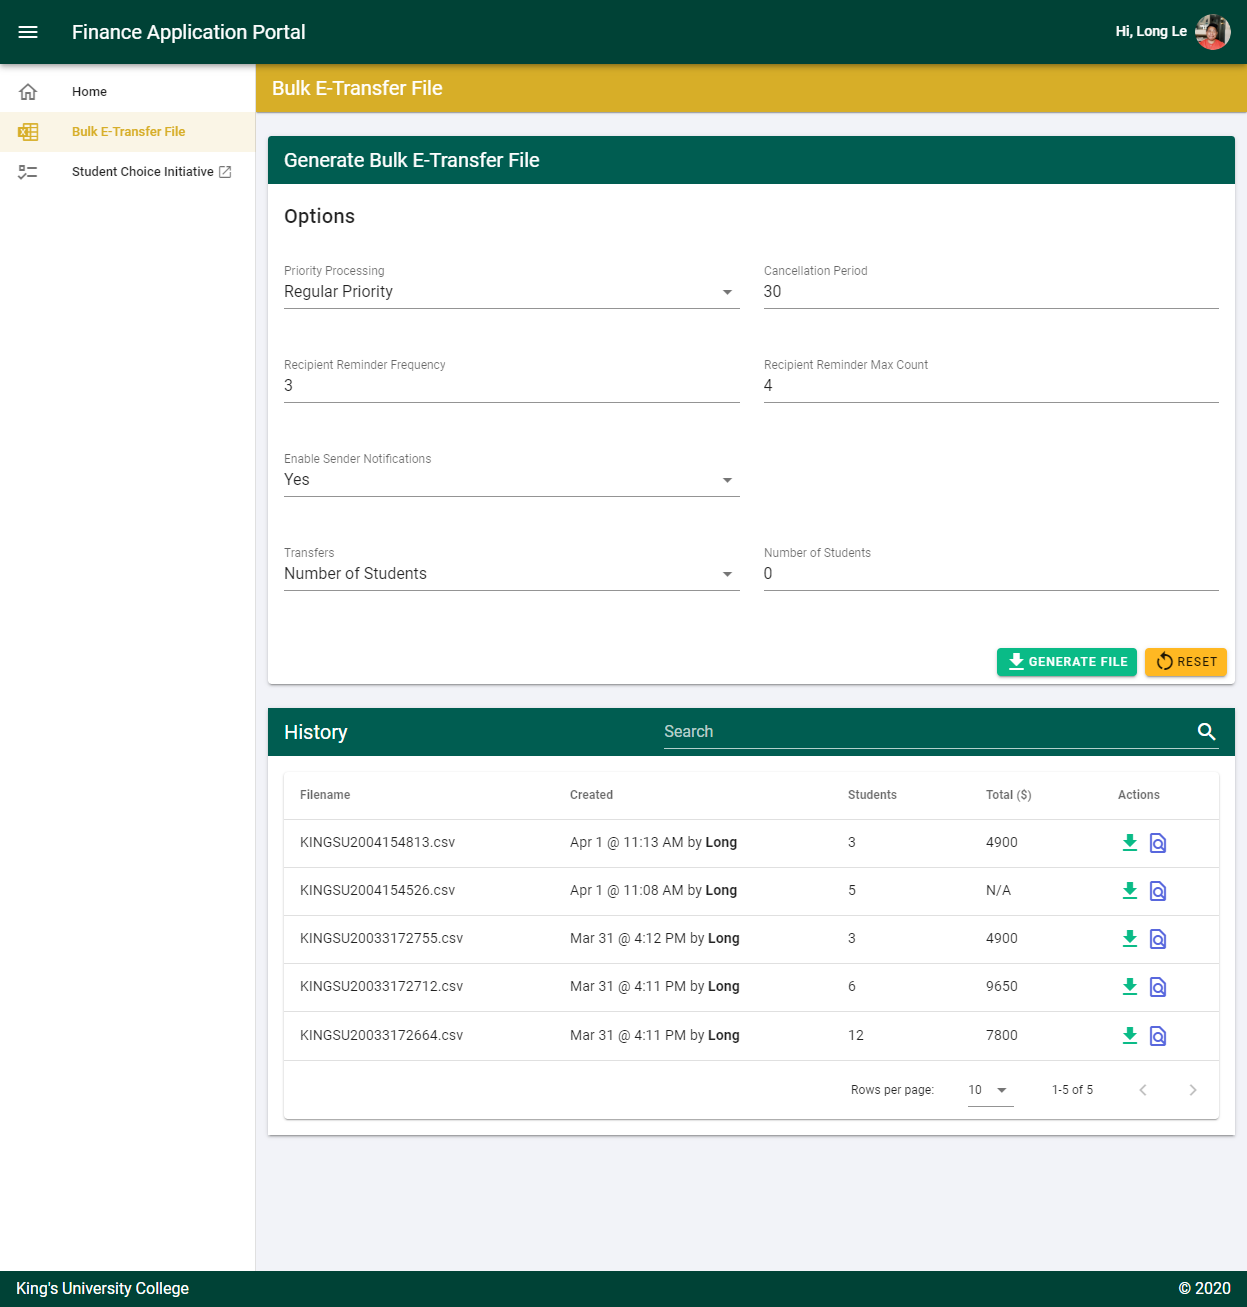 Finance Application Portal
Hi, Long Le
Home
Bulk E-Transfer File
Student Choice Initiative
Bulk E-Transfer File
Generate Bulk E-Transfer File
Options
Priority Processing
Regular Priority
Cancellation Period
30
Recipient Reminder Frequency
3
Recipient Reminder Max Count
4
Enable Sender Notifications
Yes
Transfers
Number of Students
Number of Students
0
GENERATE FILE
RESET
History
Search
Filename Created Students Total ($) Actions
KINGSU2004154813.csv Apr 1 @ 11:13 AM by Long 3 4900
KINGSU2004154526.csv Apr 1 @ 11:08 AM by Long 5 N/A
KINGSU20033172755.csv Mar 31 @ 4:12 PM by Long 3 4900
KINGSU20033172712.csv Mar 31 @ 4:11 PM by Long 6 9650
KINGSU20033172664.csv Mar 31 @ 4:11 PM by Long 12 7800
Rows per page: 10 1-5 of 5
King's University College
© 2020